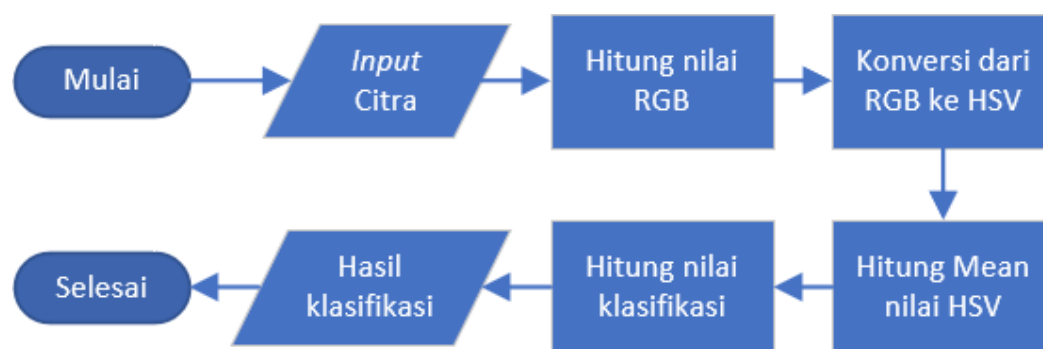 Mulai
Input
Citra
Hitung nilai
RGB
Konversi dari
RGB ke HSV
Hitung Mean
nilai HSV
Hitung nilai
klasifikasi
Hasil
klasifikasi
Selesai